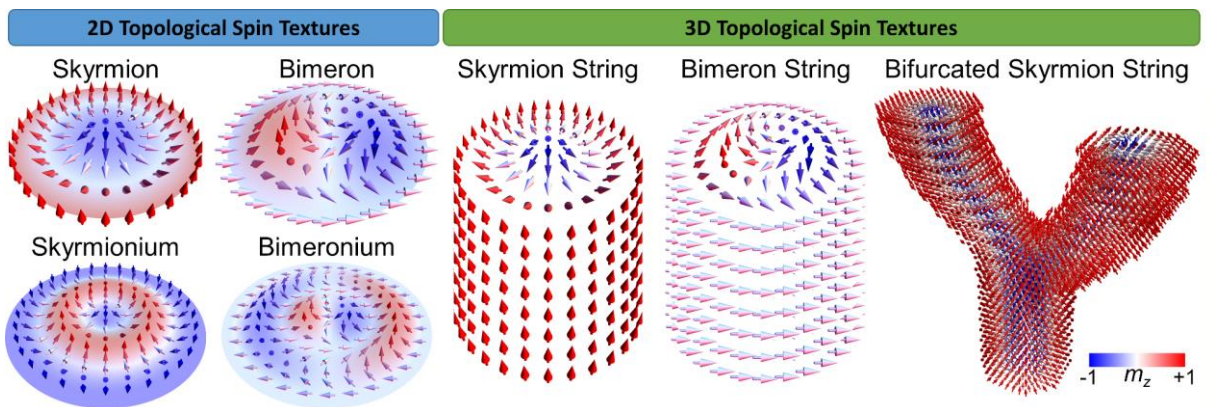 2D Topological Spin Textures
3D Topological Spin Textures
Skyrmion
Bimeron
Skyrmion String
Bimeron String
Bifurcated Skyrmion String
Skyrmionium
Bimeronium
-1 mz +1